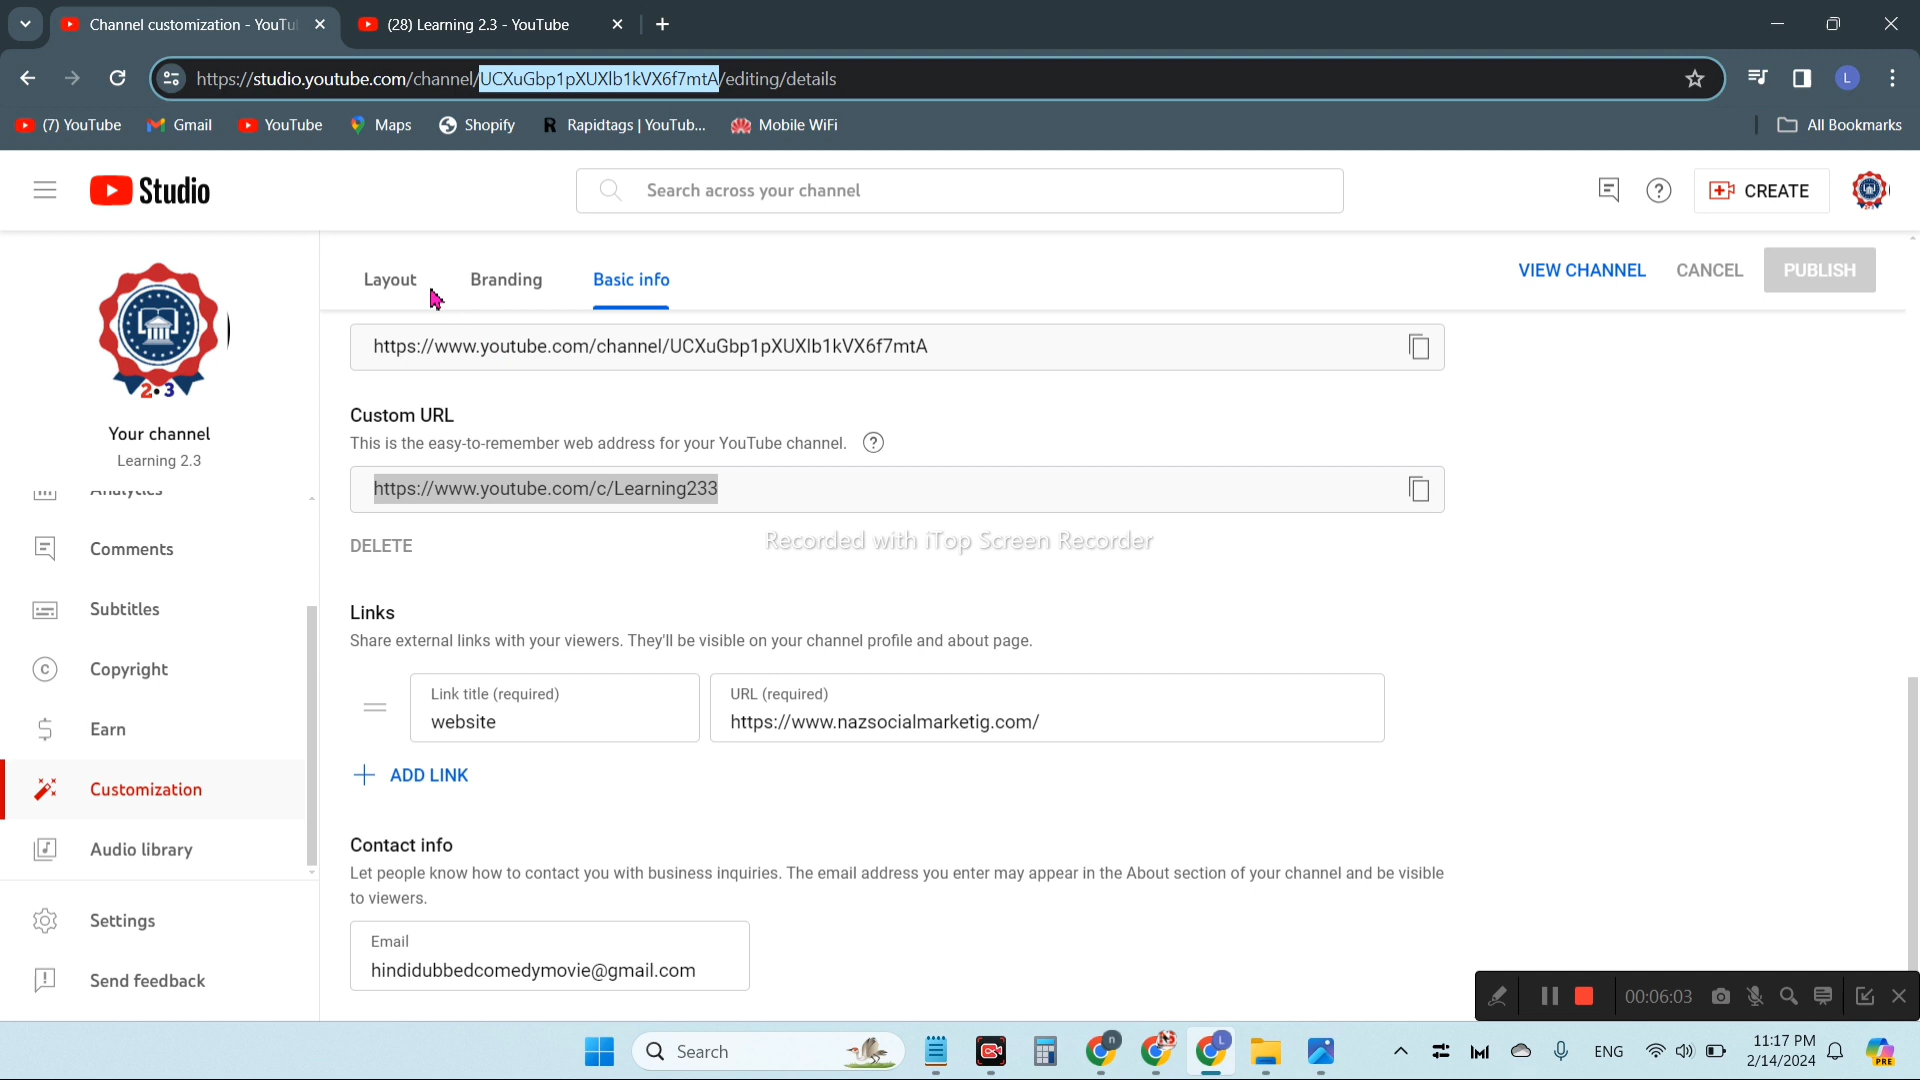 Channel customization - YouTu
(28) Learning 2.3 - YouTube
https://studio.youtube.com/channel/UCXuGbp1pXUXIb1kVX6f7mtA/editing/details
L
(7) YouTube
Gmail
YouTube
Maps
Shopify
R Rapidtags | YouTub...
Mobile WiFi
All Bookmarks
Studio
Search across your channel
CREATE
Layout
Branding
Basic info
VIEW CHANNEL
CANCEL
PUBLISH
2.3
Your channel
Learning 2.3
Analytics
Comments
Subtitles
Copyright
Earn
Customization
Audio library
Settings
Send feedback
https://www.youtube.com/channel/UCXuGbp1pXUXIb1kVX6f7mtA
Custom URL
This is the easy-to-remember web address for your YouTube channel.
https://www.youtube.com/c/Learning233
DELETE
Recorded with iTop Screen Recorder
Links
Share external links with your viewers. They'll be visible on your channel profile and about page.
Link title (required)
website
URL (required)
https://www.nazsocialmarketig.com/
ADD LINK
Contact info
Let people know how to contact you with business inquiries. The email address you enter may appear in the About section of your channel and be visible
to viewers.
Email
hindidubbedcomedymovie@gmail.com
00:06:03
Search
n
L
ENG
11:17 PM
2/14/2024
PRE